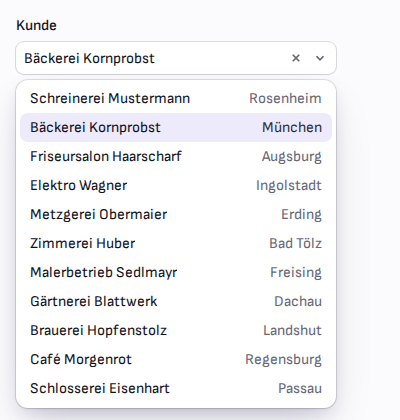 Kunde
Bäckerei Kornprobst
Schreinerei Mustermann Rosenheim
Bäckerei Kornprobst München
Friseursalon Haarscharf Augsburg
Elektro Wagner Ingolstadt
Metzgerei Obermaier Erding
Zimmerei Huber Bad Tölz
Malerbetrieb Sedlmayr Freising
Gärtnerei Blattwerk Dachau
Brauerei Hopfenstolz Landshut
Café Morgenrot Regensburg
Schlosserei Eisenhart Passau